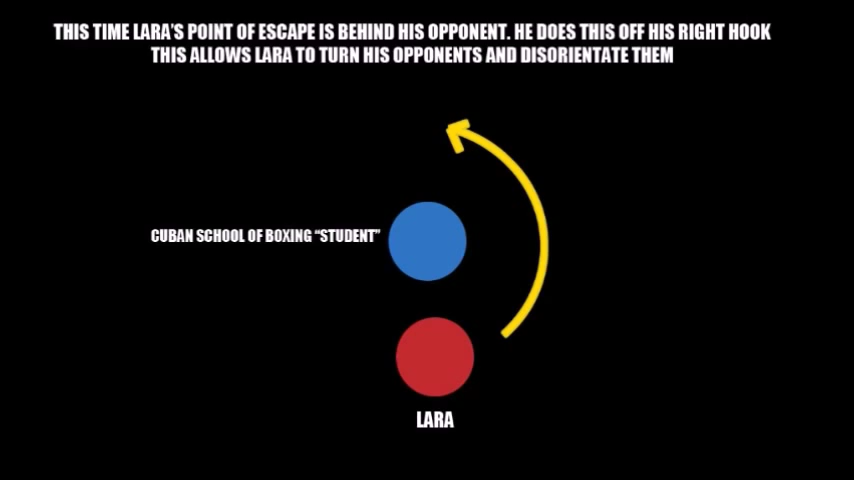 THIS TIME LARA'S POINT OF ESCAPE IS BEHIND HIS OPPONENT. HE DOES THIS OFF HIS RIGHT HOOK
THIS ALLOWS LARA TO TURN HIS OPPONENTS AND DISORIENTATE THEM
CUBAN SCHOOL OF BOXING “STUDENT”
LARA